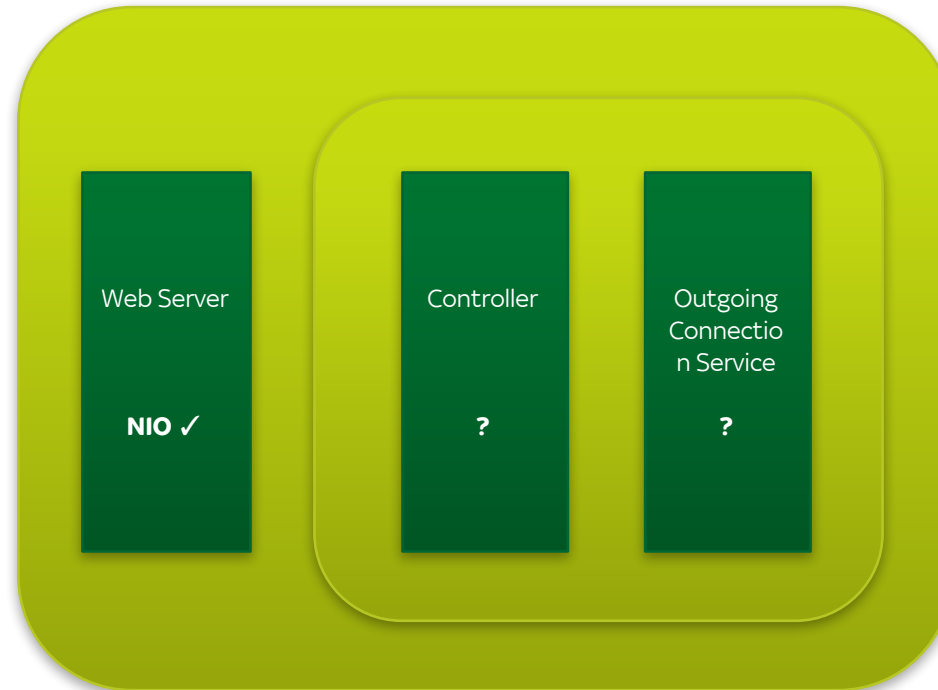 Web Server
NIO ✓
Controller
?
Outgoing
Connectio
n Service
?